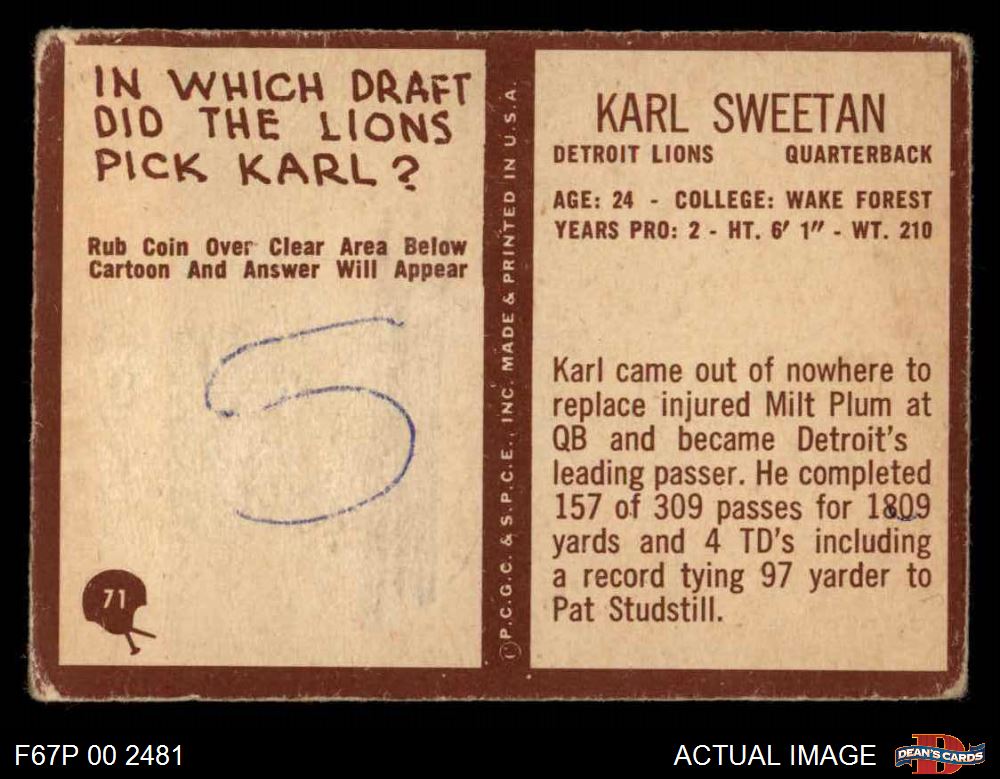 IN WHICH DRAFT
DID THE LIONS
PICK KARL?
Rub Coin Over Clear Area Below
Cartoon And Answer Will Appear
5
71
©P.C.G.C. & S.P.C.E., INC. MADE & PRINTED IN U.S.A.
KARL SWEETAN
DETROIT LIONS QUARTERBACK
AGE: 24 - COLLEGE: WAKE FOREST
YEARS PRO: 2 - HT. 6' 1" - WT. 210
Karl came out of nowhere to
replace injured Milt Plum at
QB and became Detroit's
leading passer. He completed
157 of 309 passes for 1809
yards and 4 TD's including
a record tying 97 yarder to
Pat Studstill.
F67P 00 2481
ACTUAL IMAGE
D
DEAN'S CARDS